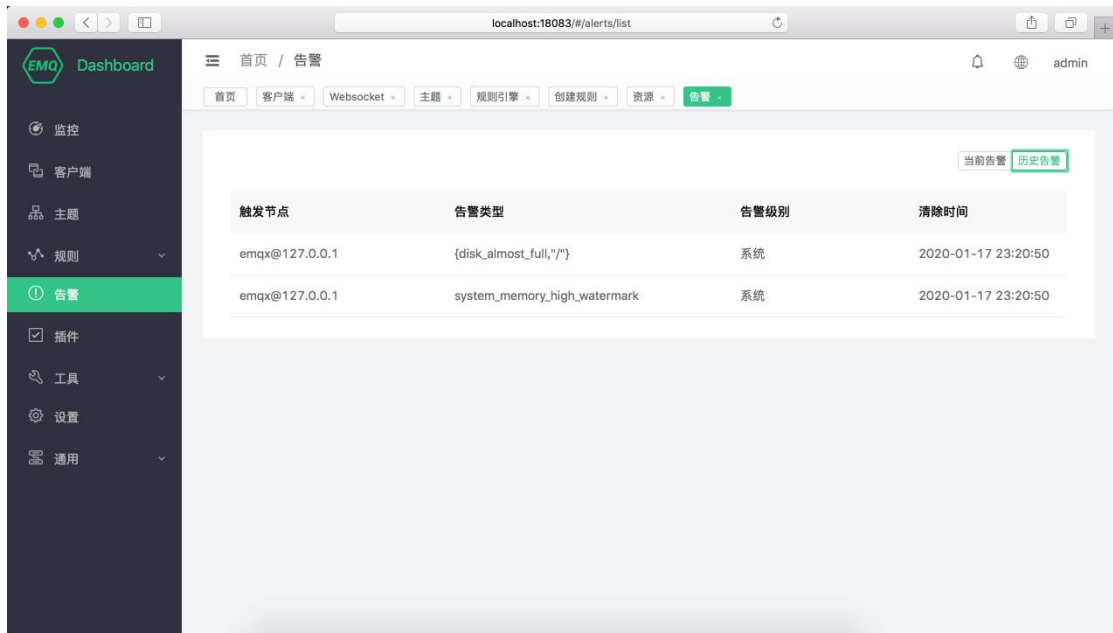 localhost:18083/#/alerts/list
EMQ Dashboard
首页 / 告警
admin
首页 客户端 × Websocket × 主题 × 规则引擎 × 创建规则 × 资源 × 告警 ×
监控
客户端
主题
规则
告警
插件
工具
设置
通用
当前告警 历史告警
触发节点 告警类型 告警级别 清除时间
emqx@127.0.0.1 {disk_almost_full,"/"} 系统 2020-01-17 23:20:50
emqx@127.0.0.1 system_memory_high_watermark 系统 2020-01-17 23:20:50